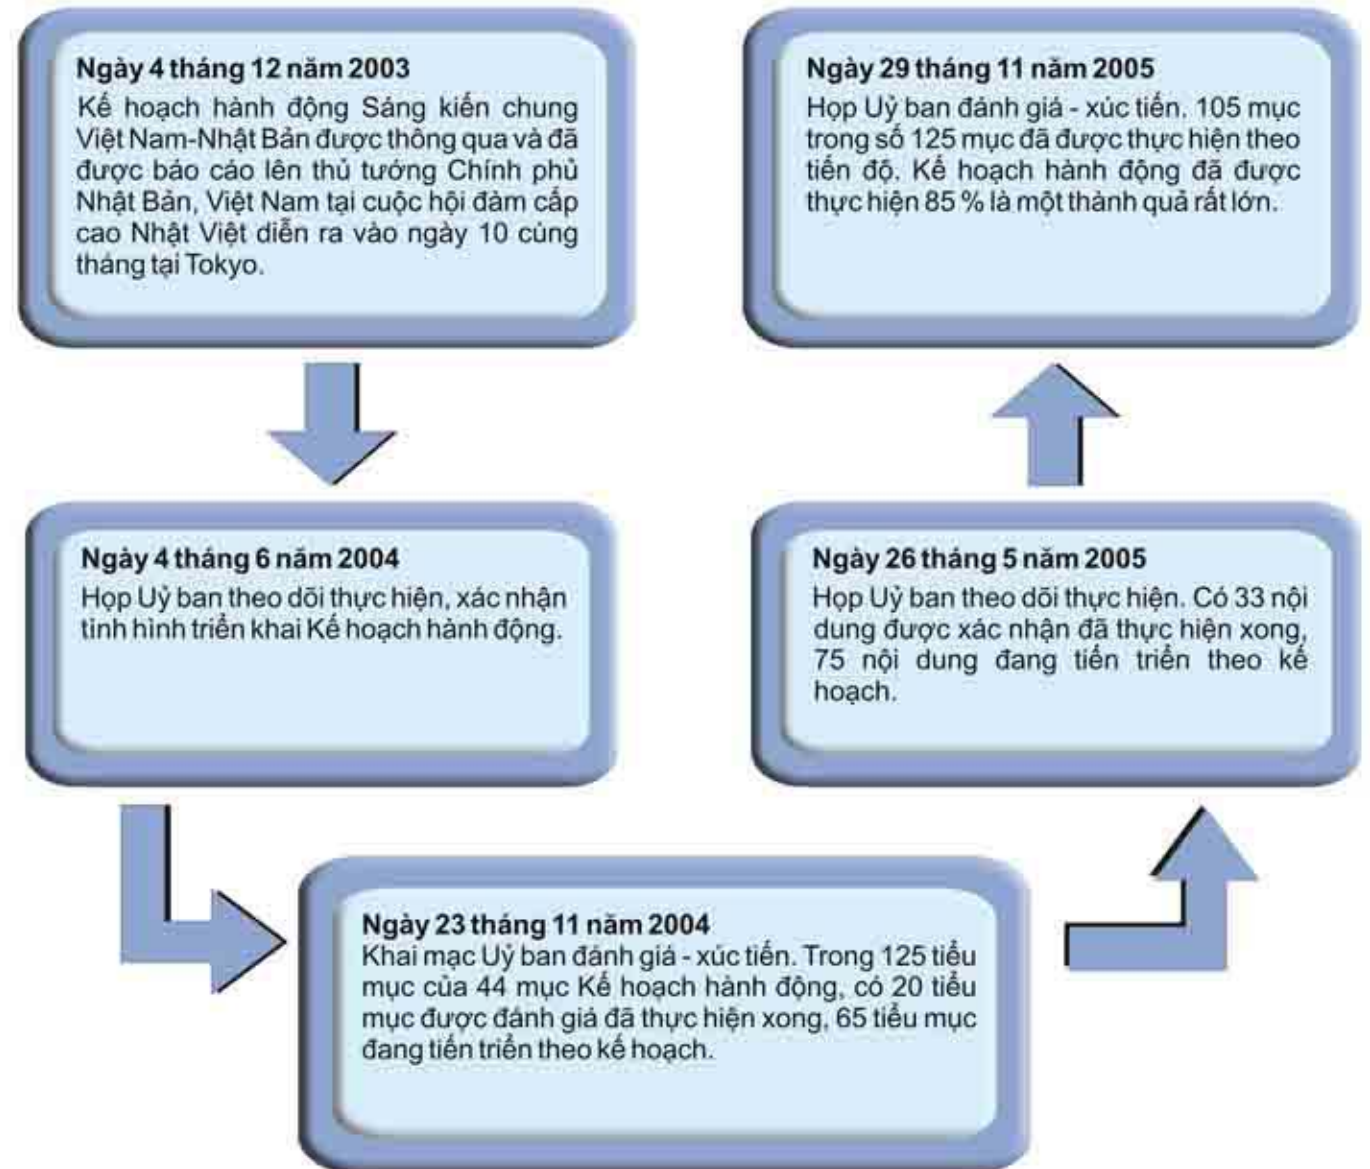 Ngày 4 tháng 12 năm 2003
Kế hoạch hành động Sáng kiến chung
Việt Nam-Nhật Bản được thông qua và đã
được báo cáo lên thủ tướng Chính phủ
Nhật Bản, Việt Nam tại cuộc hội đàm cấp
cao Nhật Việt diễn ra vào ngày 10 cùng
tháng tại Tokyo.
Ngày 4 tháng 6 năm 2004
Họp Uỷ ban theo dõi thực hiện, xác nhận
tình hình triển khai Kế hoạch hành động.
Ngày 23 tháng 11 năm 2004
Khai mạc Uỷ ban đánh giá - xúc tiến. Trong 125 tiểu
mục của 44 mục Kế hoạch hành động, có 20 tiểu
mục được đánh giá đã thực hiện xong, 65 tiểu mục
đang tiến triển theo kế hoạch.
Ngày 26 tháng 5 năm 2005
Họp Uỷ ban theo dõi thực hiện. Có 33 nội
dung được xác nhận đã thực hiện xong,
75 nội dung đang tiến triển theo kế
hoạch.
Ngày 29 tháng 11 năm 2005
Họp Uỷ ban đánh giá - xúc tiến. 105 mục
trong số 125 mục đã được thực hiện theo
tiến độ. Kế hoạch hành động đã được
thực hiện 85 % là một thành quả rất lớn.